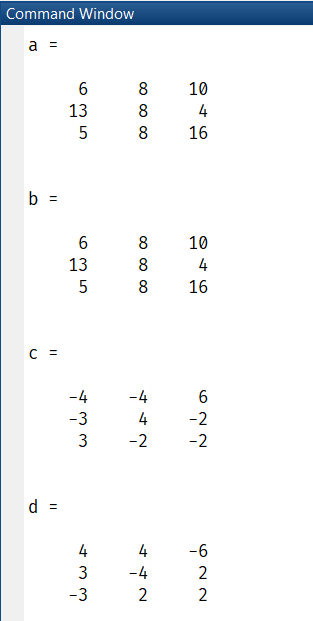 Command Window
a =
6 8 10
13 8 4
5 8 16
b =
6 8 10
13 8 4
5 8 16
c =
-4 -4 6
-3 4 -2
3 -2 -2
d =
4 4 -6
3 -4 2
-3 2 2